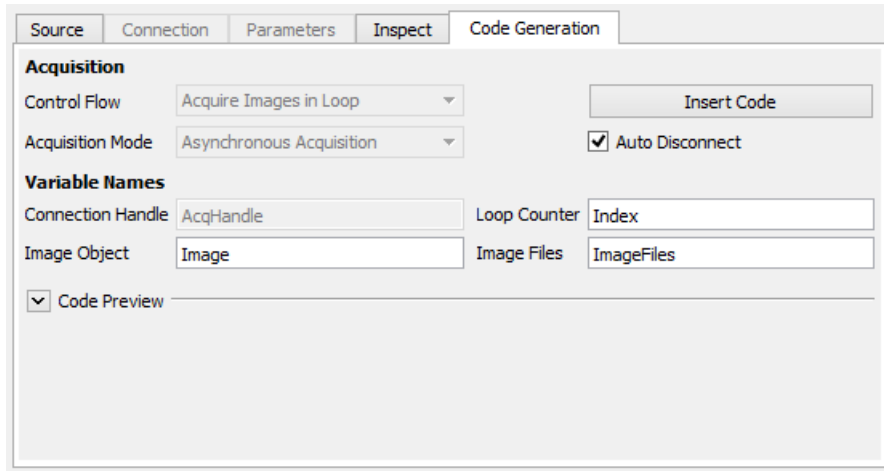 Source Connection Parameters Inspect Code Generation
Acquisition
Control Flow Acquire Images in Loop Insert Code
Acquisition Mode Asynchronous Acquisition Auto Disconnect
Variable Names
Connection Handle AcqHandle Loop Counter Index
Image Object Image Image Files ImageFiles
Code Preview